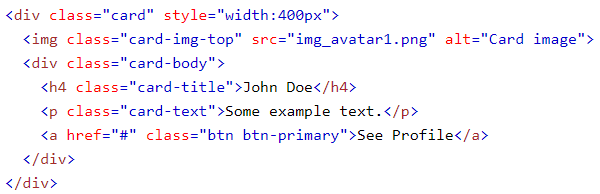 <div class="card" style="width:400px">
  <img class="card-img-top" src="img_avatar1.png" alt="Card image">
  <div class="card-body">
    <h4 class="card-title">John Doe</h4>
    <p class="card-text">Some example text.</p>
    <a href="#" class="btn btn-primary">See Profile</a>
  </div>
</div>